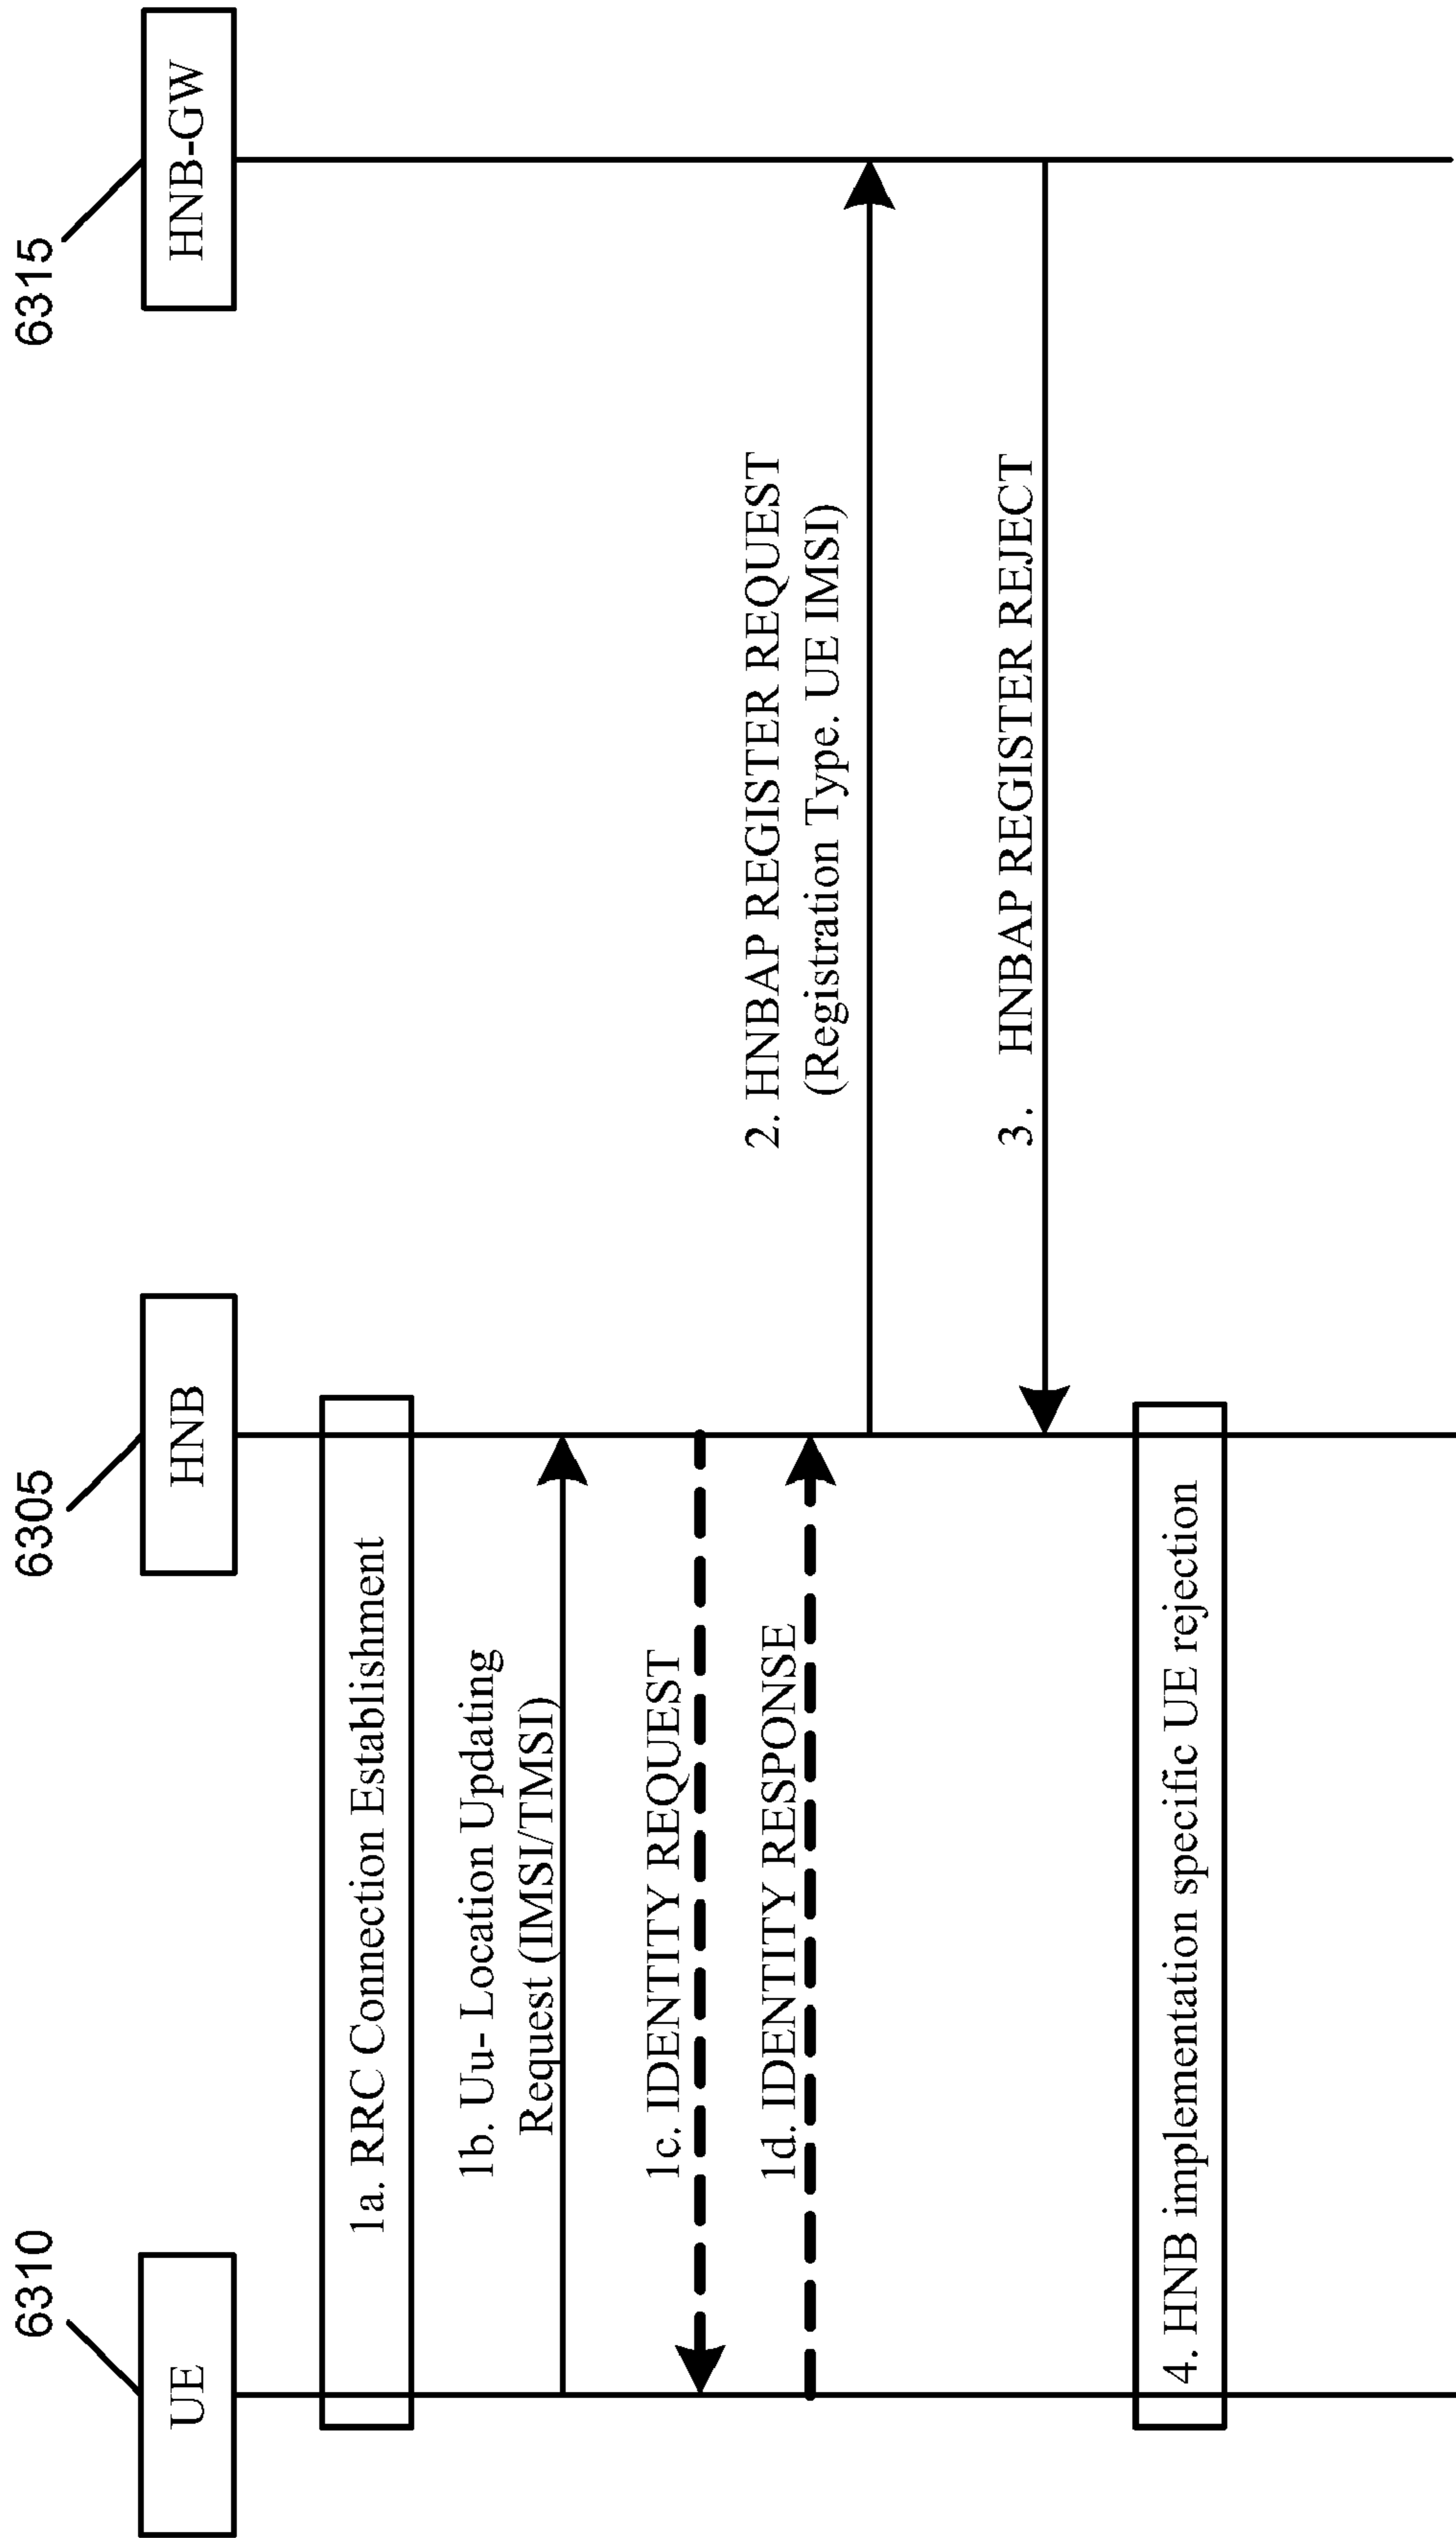 6310
6305
6315
UE
HNB
HNB-GW
1a. RRC Connection Establishment
1b. Uu- Location Updating
Request (IMSI/TMSI)
1c. IDENTITY REQUEST
1d. IDENTITY RESPONSE
2. HNBAP REGISTER REQUEST
(Registration Type. UE IMSI)
3. HNBAP REGISTER REJECT
4. HNB implementation specific UE rejection